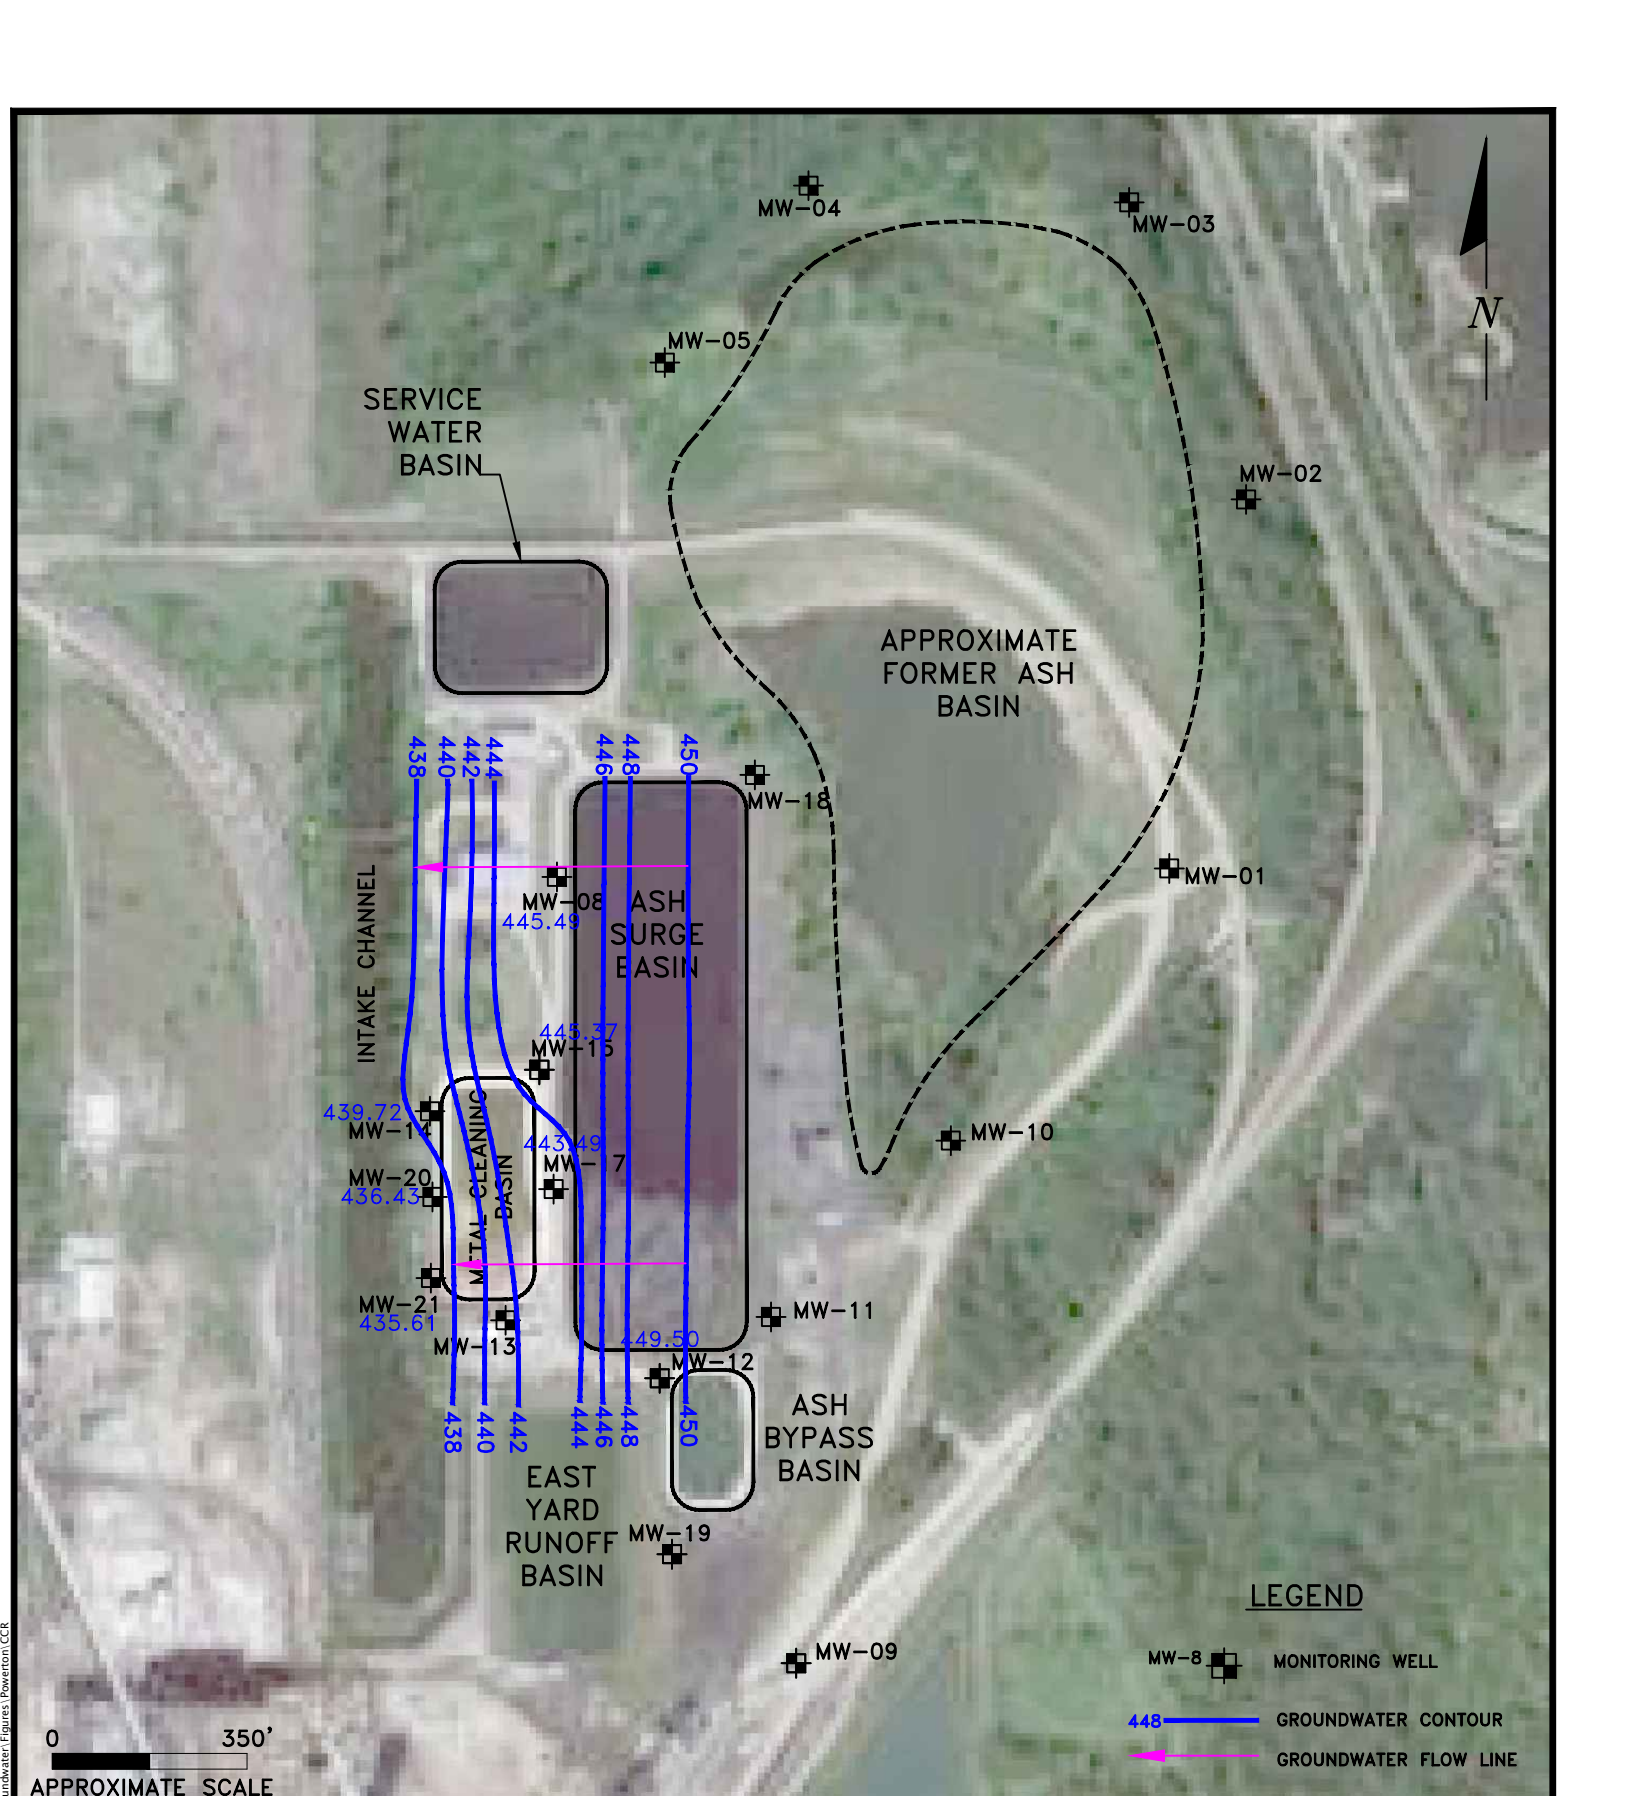 MW-04
MW-03
N
MW-05
SERVICE
WATER
BASIN
MW-02
APPROXIMATE
FORMER ASH
BASIN
438
440
442
444
446
448
450
MW-18
MW-01
MW-08
445.49
ASH
SURGE
BASIN
INTAKE CHANNEL
445.37
MW-15
439.72
MW-14
METAL CLEANING
BASIN
443.49
MW-17
MW-10
MW-20
436.43
MW-21
435.61
MW-13
MW-11
449.50
MW-12
438
440
442
444
446
448
450
ASH
BYPASS
BASIN
EAST
YARD
RUNOFF
BASIN
MW-19
MW-09
LEGEND
MW-8
MONITORING WELL
448
GROUNDWATER CONTOUR
GROUNDWATER FLOW LINE
0 350'
APPROXIMATE SCALE
undwater\Figures\Powerton\CCR